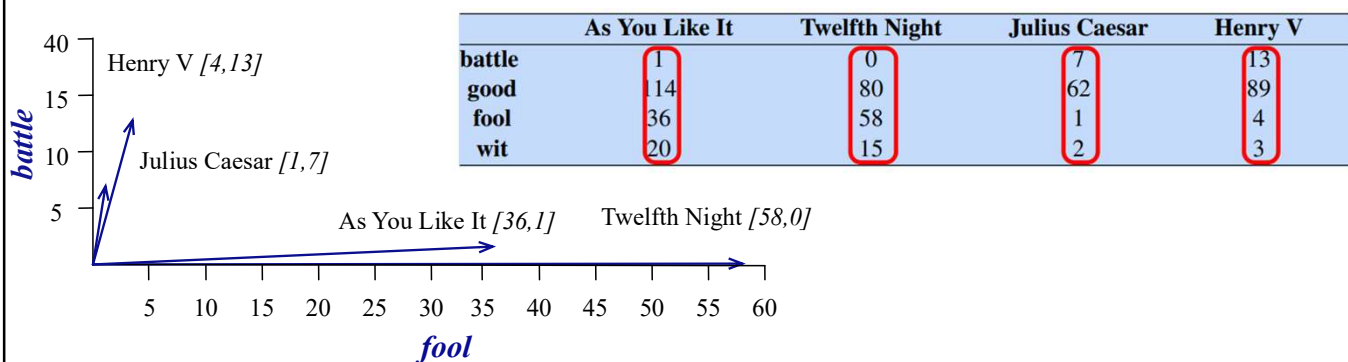 As You Like It Twelfth Night Julius Caesar Henry V
battle 1 0 7 13
good 114 80 62 89
fool 36 58 1 4
wit 20 15 2 3
40
Henry V [4,13]
15
battle
10
Julius Caesar [1,7]
5
As You Like It [36,1]
Twelfth Night [58,0]
5 10 15 20 25 30 35 40 45 50 55 60
fool